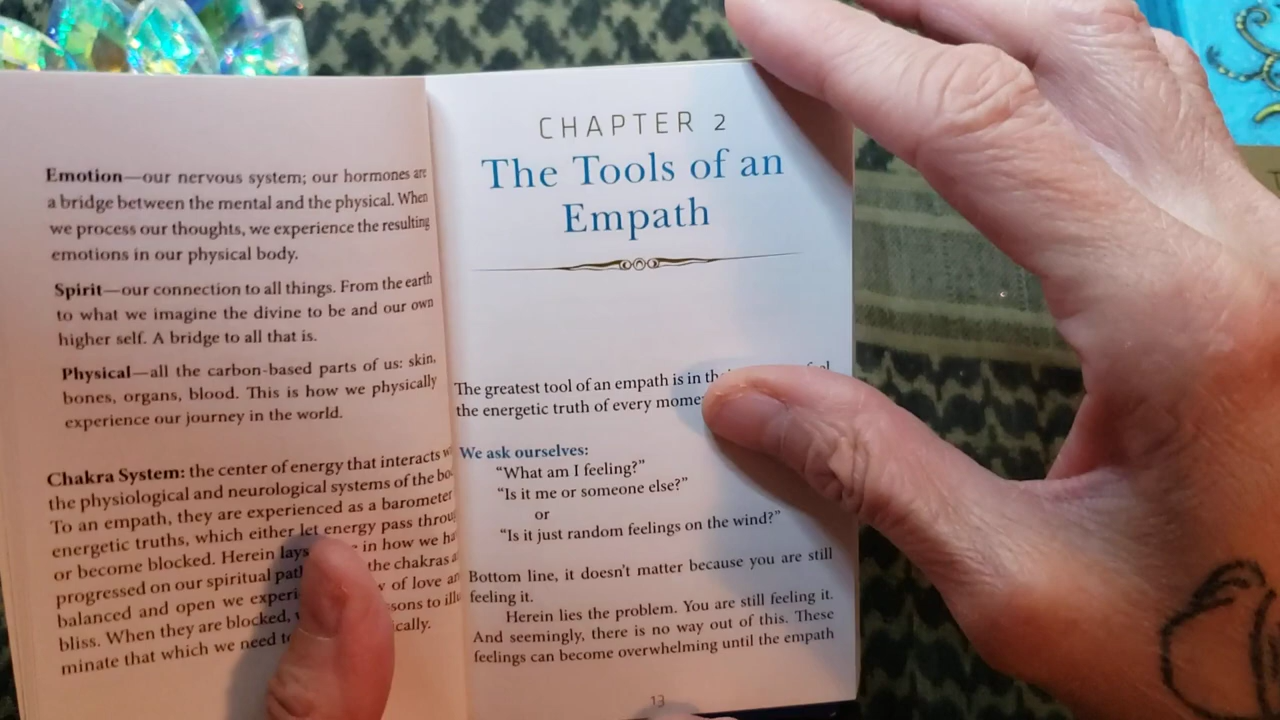 Emotion—our nervous system; our hormones are
a bridge between the mental and the physical. When
we process our thoughts, we experience the resulting
emotions in our physical body.
Spirit—our connection to all things. From the earth
to what we imagine the divine to be and our own
higher self. A bridge to all that is.
Physical—all the carbon-based parts of us: skin,
bones, organs, blood. This is how we physically
experience our journey in the world.
Chakra System: the center of energy that interacts
the physiological and neurological systems of the
To an empath, they are experienced as a barometer
energetic truths, which either let energy pass
or become blocked. Herein lays in how we
progressed on our spiritual the chakras
balanced and open we of love
bliss. When they are blocked, to
minate that which we need
CHAPTER 2
The Tools of an
Empath
The greatest tool of an empath is in
the energetic truth of every
We ask ourselves:
“What am I feeling?”
“Is it me or someone else?”
or
“Is it just random feelings on the wind?”
Bottom line, it doesn't matter because you are still
feeling it.
Herein lies the problem. You are still feeling it.
And seemingly, there is no way out of this. These
feelings can become overwhelming until the empath
13